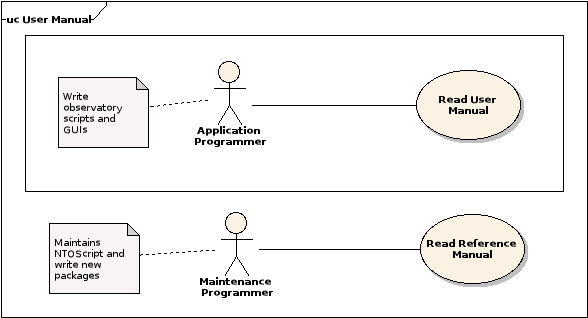 uc User Manual
Write
observatory
scripts and
GUIs
Application
Programmer
Read User
Manual
Maintains
NTOScript and
write new
packages
Maintenance
Programmer
Read Reference
Manual